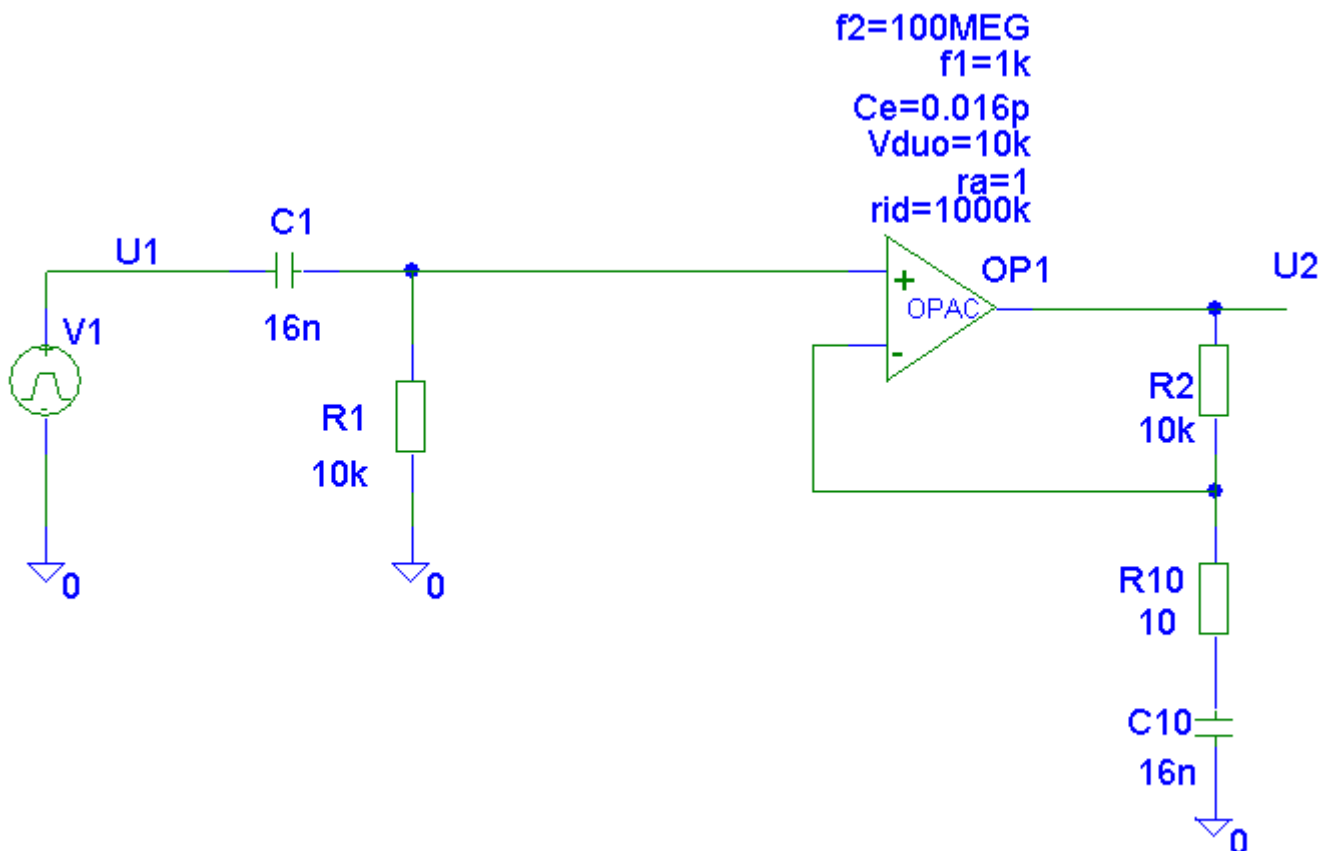 f2=100MEG
f1=1k
Ce=0.016p
Vduo=10k
ra=1
rid=1000k
C1
U1
16n
V1
R1
10k
0
0
+
OPAC
-
OP1
U2
R2
10k
R10
10
C10
16n
0